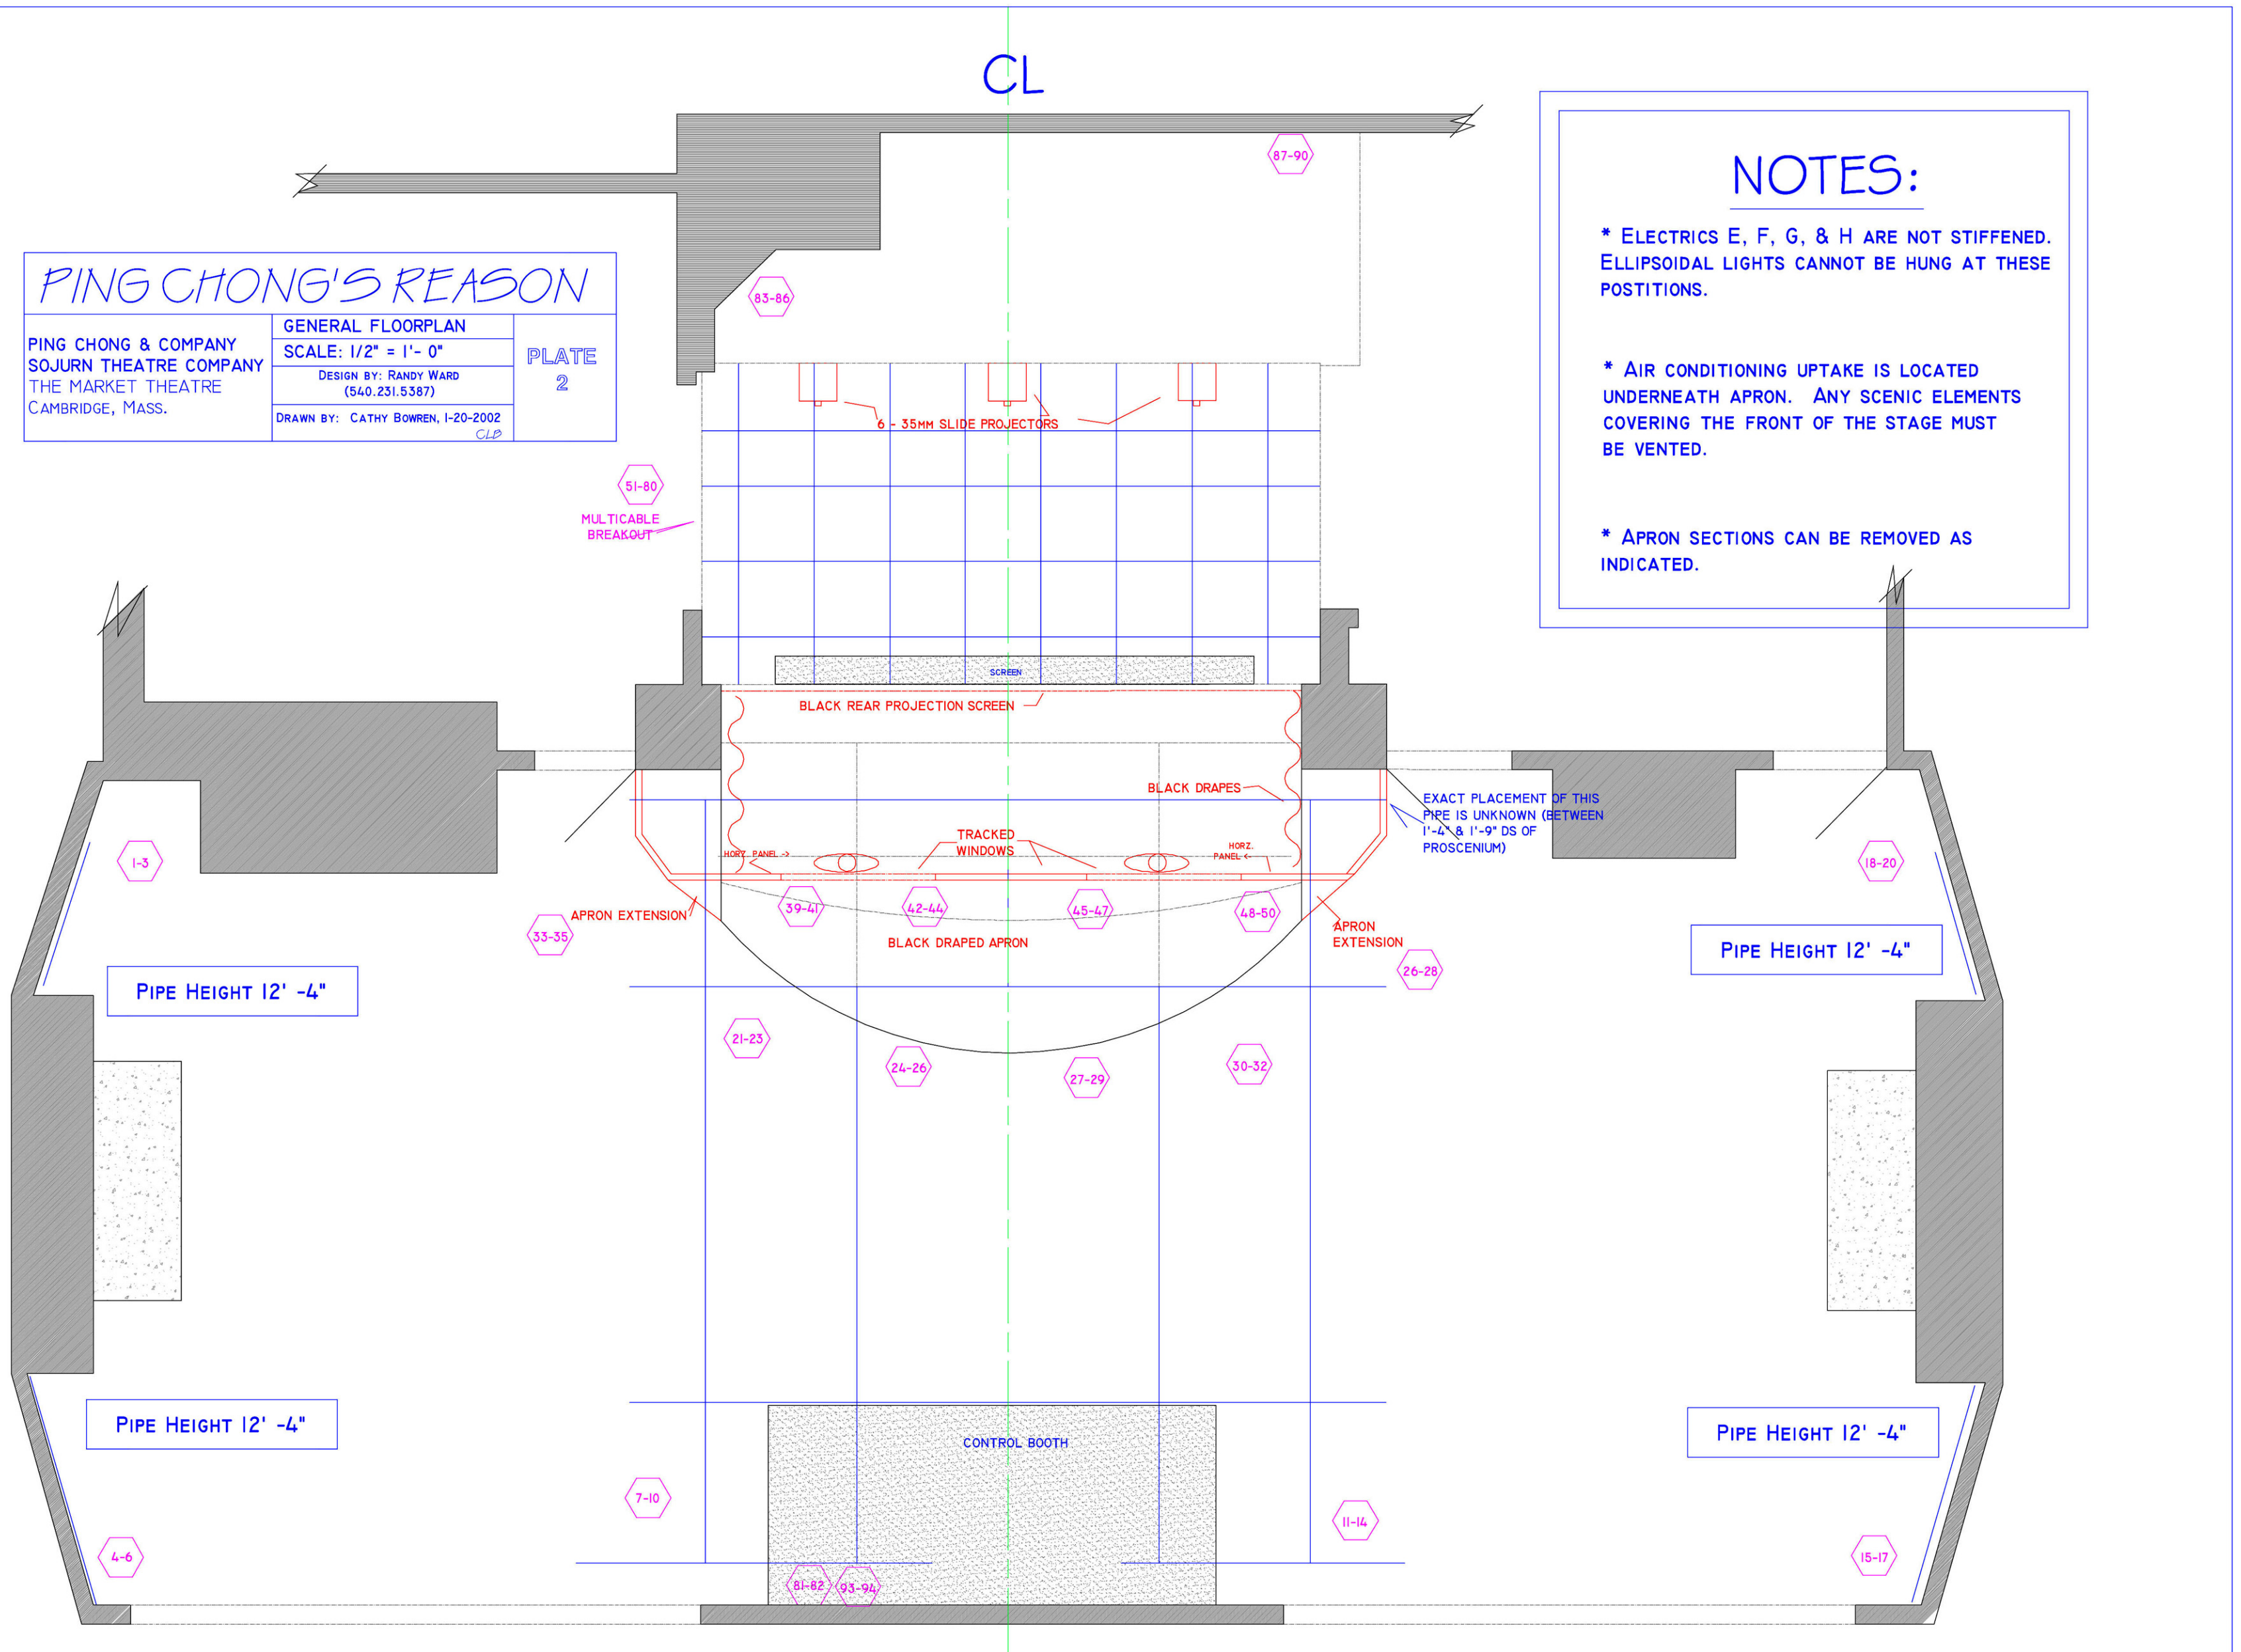 CL
87-90
NOTES:
* ELECTRICS E, F, G, & H ARE NOT STIFFENED.
ELLIPSOIDAL LIGHTS CANNOT BE HUNG AT THESE
POSTITIONS.
* AIR CONDITIONING UPTAKE IS LOCATED
UNDERNEATH APRON. ANY SCENIC ELEMENTS
COVERING THE FRONT OF THE STAGE MUST
BE VENTED.
* APRON SECTIONS CAN BE REMOVED AS
INDICATED.
PING CHONG'S REASON
PING CHONG & COMPANY
SOJURN THEATRE COMPANY
THE MARKET THEATRE
CAMBRIDGE, MASS.
GENERAL FLOORPLAN
SCALE: 1/2" = 1'- 0"
DESIGN BY: RANDY WARD
(540.231.5387)
DRAWN BY: CATHY BOWREN, 1-20-2002
CLB
PLATE
2
83-86
6 - 35MM SLIDE PROJECTORS
51-80
MULTICABLE
BREAKOUT
SCREEN
BLACK REAR PROJECTION SCREEN
BLACK DRAPES
EXACT PLACEMENT OF THIS
PIPE IS UNKNOWN (BETWEEN
1'-4" & 1'-9" DS OF
PROSCENIUM)
TRACKED
WINDOWS
HORZ. PANEL ->
HORZ.
PANEL <-
1-3
18-20
39-41
42-44
45-47
48-50
APRON EXTENSION
33-35
BLACK DRAPED APRON
APRON
EXTENSION
26-28
PIPE HEIGHT 12' -4"
PIPE HEIGHT 12' -4"
21-23
24-26
27-29
30-32
PIPE HEIGHT 12' -4"
PIPE HEIGHT 12' -4"
CONTROL BOOTH
7-10
11-14
4-6
15-17
81-82
93-94